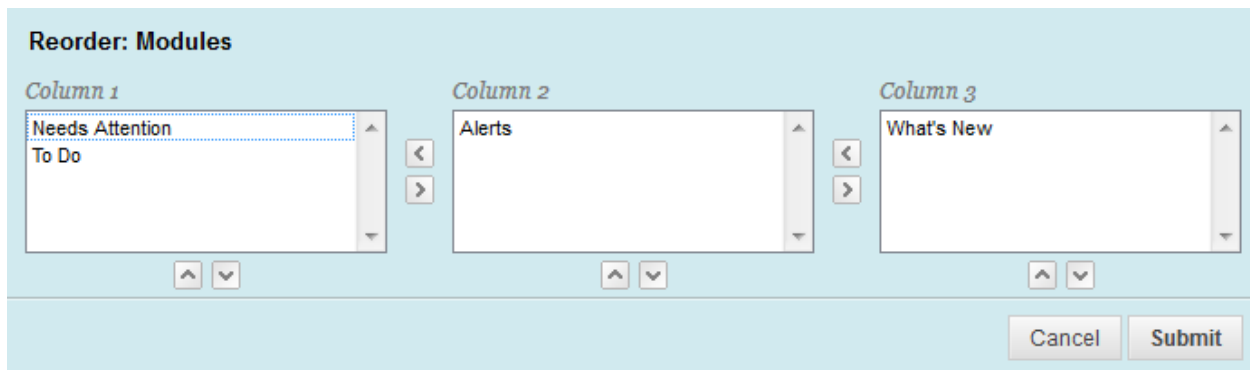 Reorder: Modules
Column 1 Column 2 Column 3
Needs Attention Alerts What's New
To Do
Cancel Submit